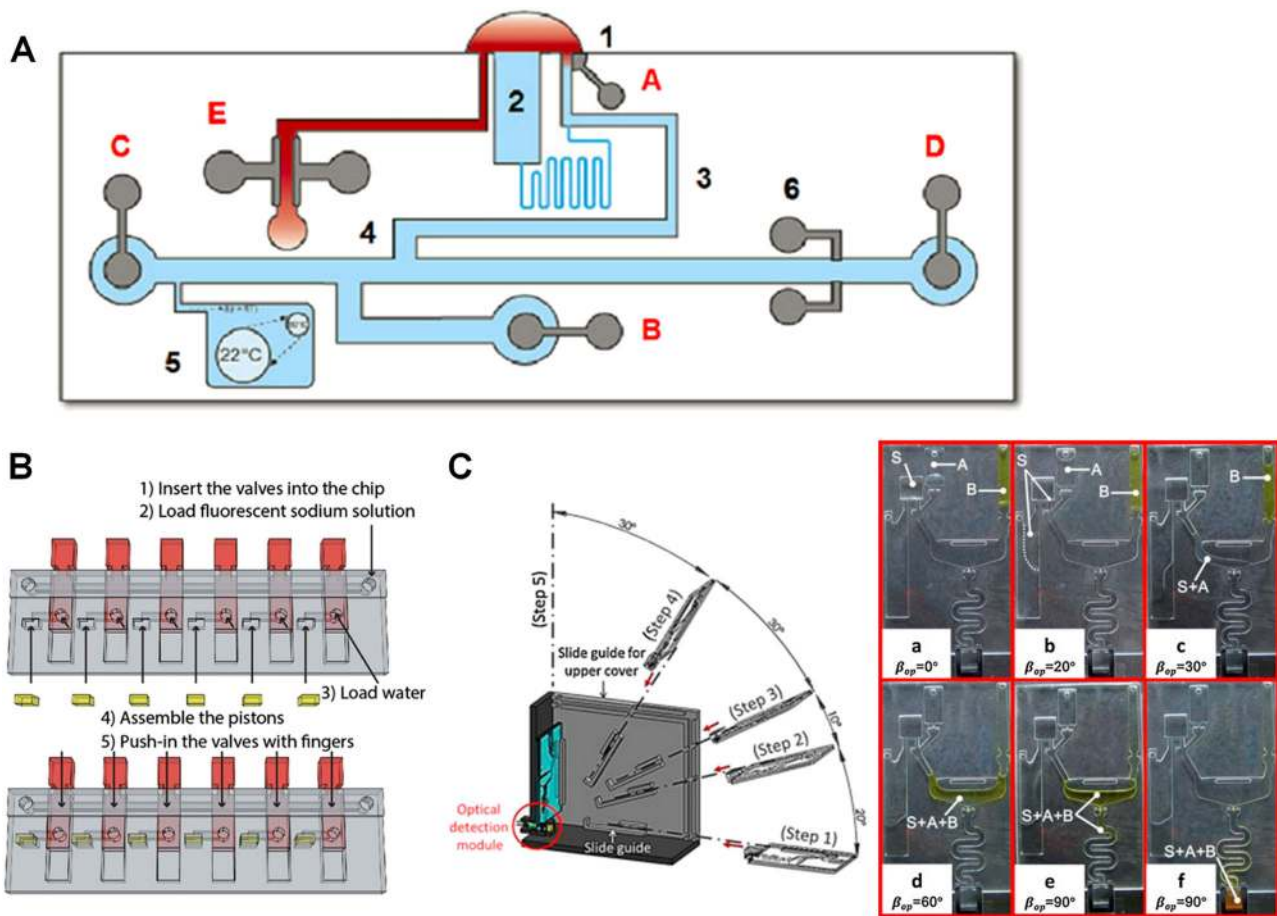 A
1
A
2
E
C
D
3
6
4
B
5
22°C
B
1) Insert the valves into the chip
2) Load fluorescent sodium solution
3) Load water
4) Assemble the pistons
5) Push-in the valves with fingers
C
30°
(Step 5)
(Step 4)
30°
Slide guide for
upper cover
(Step 3)
10°
(Step 2)
20°
Optical
detection
module
Slide guide
(Step 1)
S
A
B
a
βop=0°
S
A
B
b
βop=20°
B
S+A
c
βop=30°
S+A+B
d
βop=60°
S+A+B
e
βop=90°
S+A+B
f
βop=90°